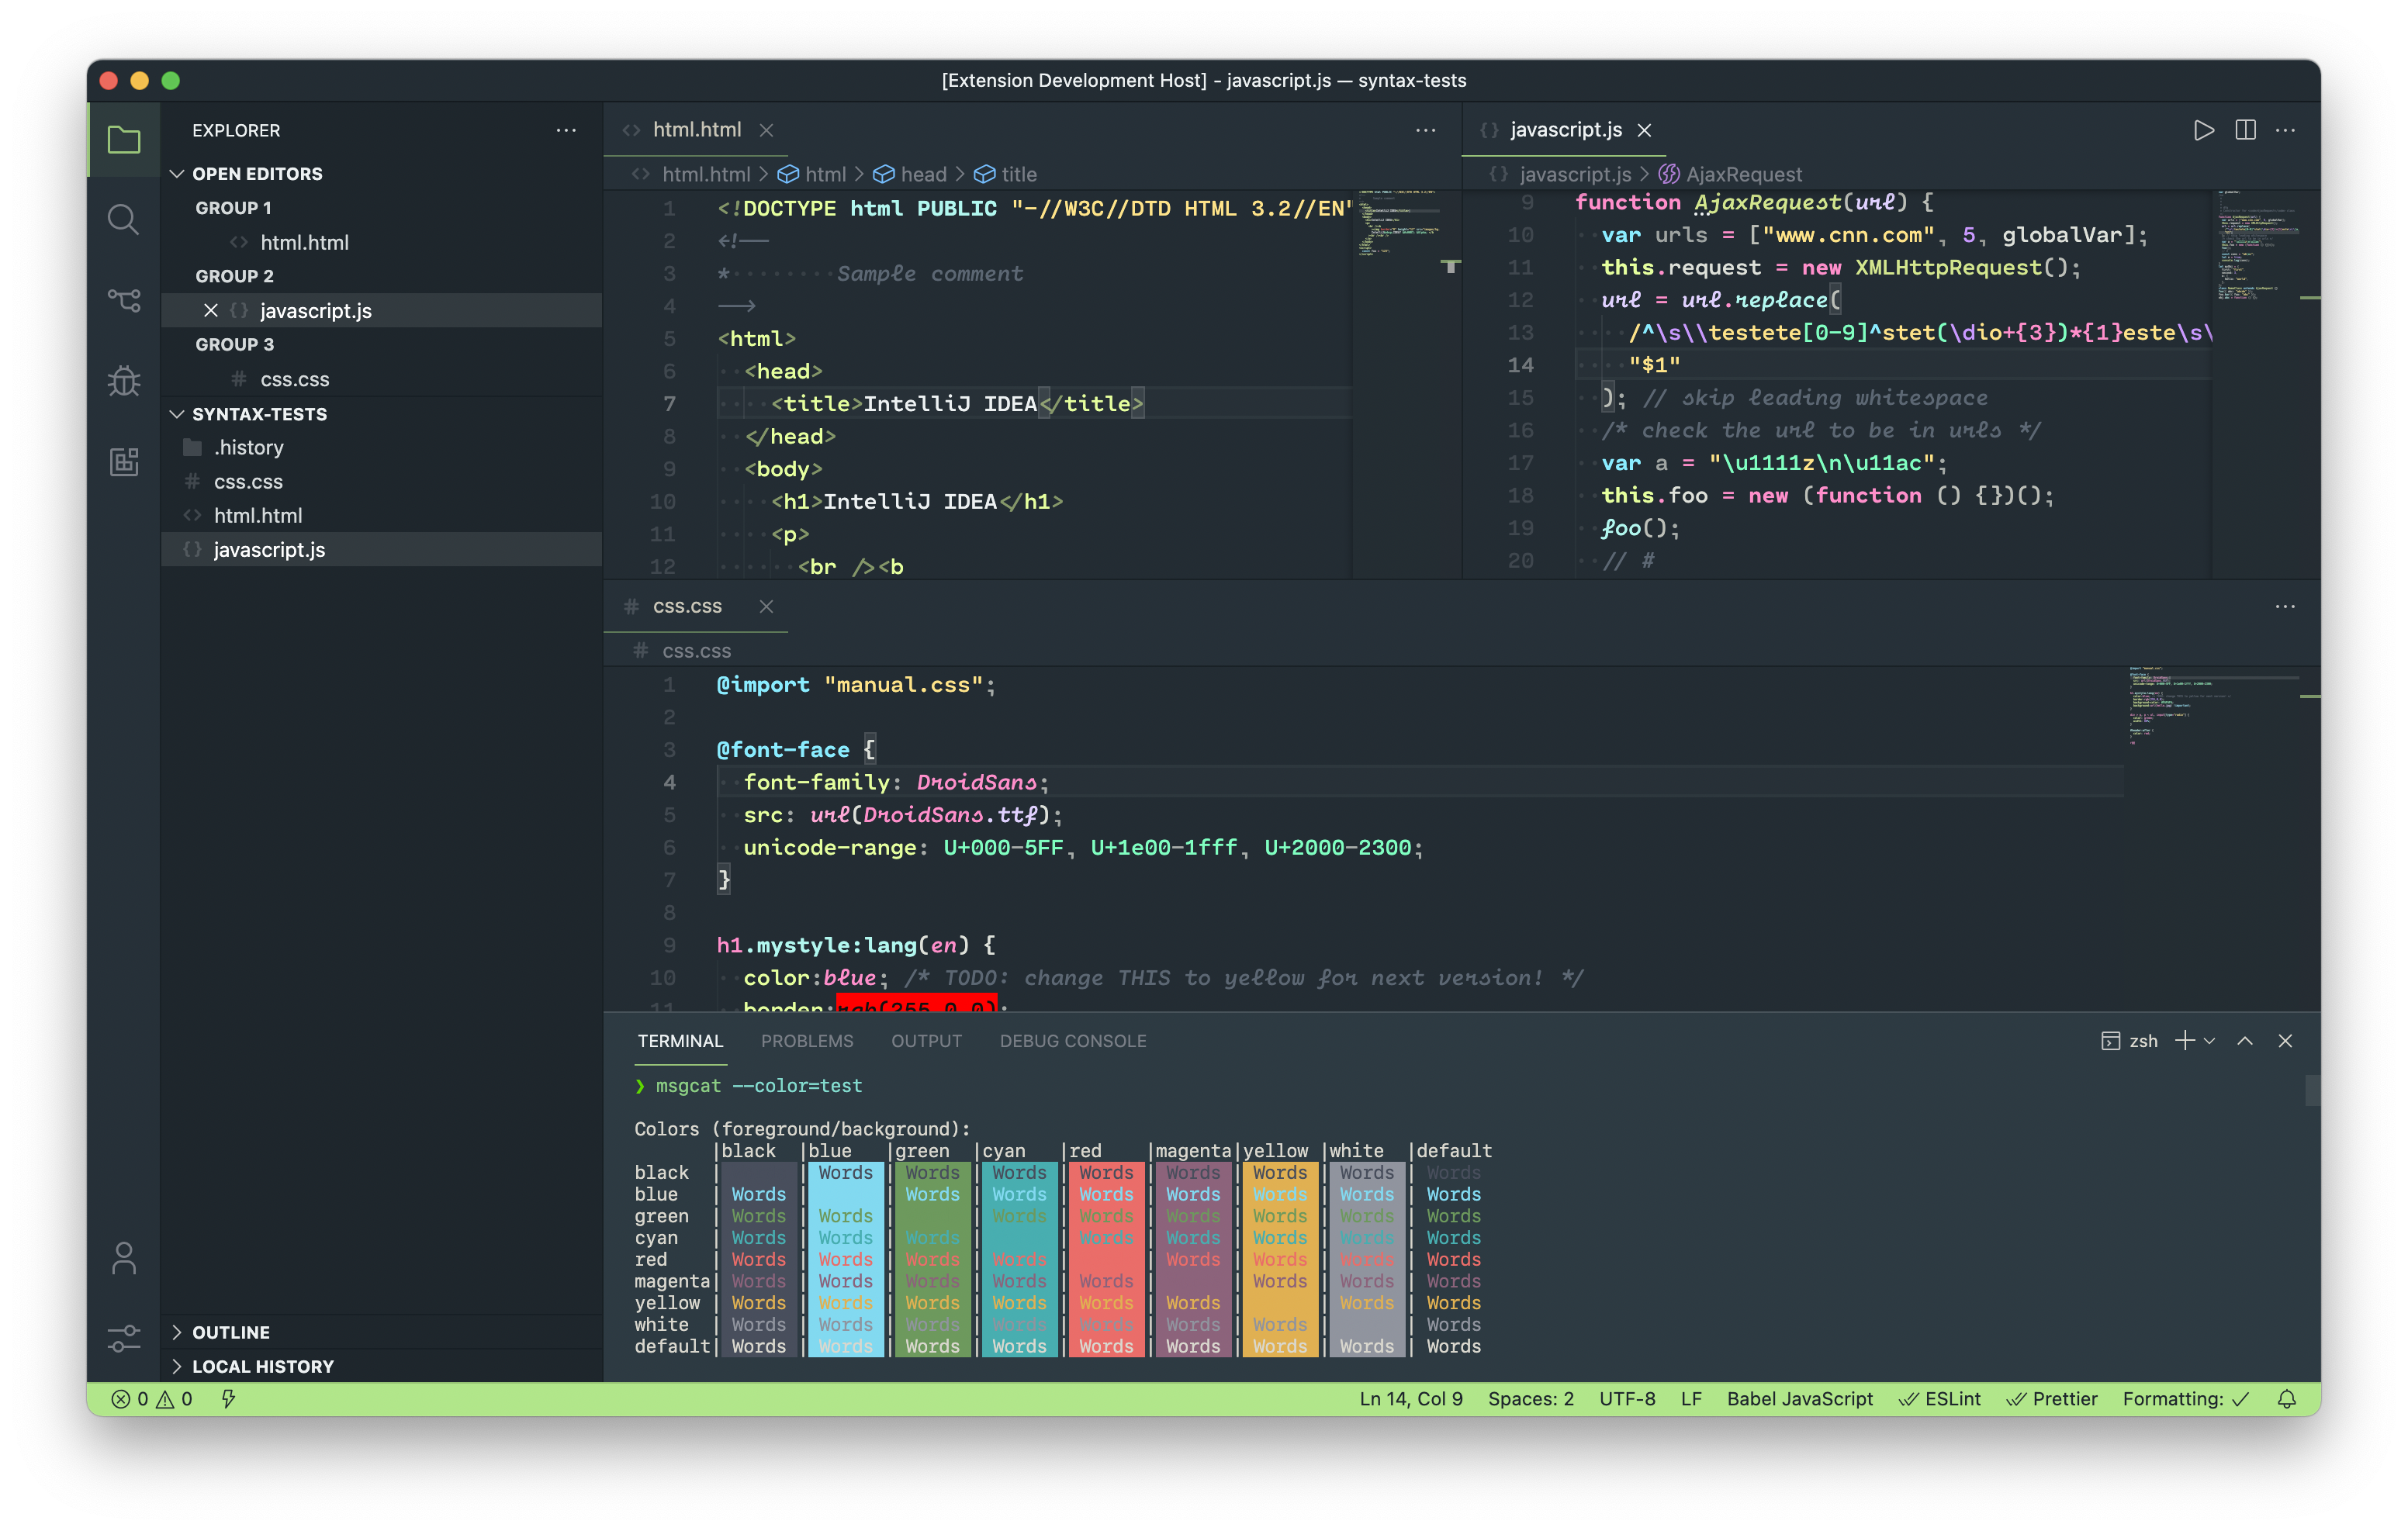 [Extension Development Host] - javascript.js — syntax-tests
EXPLORER
OPEN EDITORS
GROUP 1
html.html
GROUP 2
javascript.js
GROUP 3
css.css
SYNTAX-TESTS
.history
css.css
html.html
javascript.js
OUTLINE
LOCAL HISTORY
html.html
html.html > html > head > title
1 <!DOCTYPE html PUBLIC "-//W3C//DTD HTML 3.2//EN"
2 <!--
3 * Sample comment
4 -->
5 <html>
6 <head>
7 <title>IntelliJ IDEA</title>
8 </head>
9 <body>
10 <h1>IntelliJ IDEA</h1>
11 <p>
12 <br /><b
javascript.js
javascript.js > AjaxRequest
9 function AjaxRequest(url) {
10 var urls = ["www.cnn.com", 5, globalVar];
11 this.request = new XMLHttpRequest();
12 url = url.replace(
13 /^\s\\testete[0-9]^stet(\dio+{3})*{1}este\s\
14 "$1"
15 ); // skip leading whitespace
16 /* check the url to be in urls */
17 var a = "\u1111z\n\u11ac";
18 this.foo = new (function () {})();
19 foo();
20 // #
css.css
css.css
1 @import "manual.css";
2
3 @font-face {
4 font-family: DroidSans;
5 src: url(DroidSans.ttf);
6 unicode-range: U+000-5FF, U+1e00-1fff, U+2000-2300;
7 }
8
9 h1.mystyle:lang(en) {
10 color:blue; /* TODO: change THIS to yellow for next version! */
11 border:rgb(255,0,0);
TERMINAL PROBLEMS OUTPUT DEBUG CONSOLE zsh
❯ msgcat --color=test
Colors (foreground/background):
|black |blue |green |cyan |red |magenta|yellow |white |default
black | | Words | Words | Words | Words | Words | Words | Words | Words
blue | Words | | Words | Words | Words | Words | Words | Words | Words
green | Words | Words | | Words | Words | Words | Words | Words | Words
cyan | Words | Words | Words | | Words | Words | Words | Words | Words
red | Words | Words | Words | Words | | Words | Words | Words | Words
magenta| Words | Words | Words | Words | Words | | Words | Words | Words
yellow | Words | Words | Words | Words | Words | Words | | Words | Words
white | Words | Words | Words | Words | Words | Words | Words | | Words
default| Words | Words | Words | Words | Words | Words | Words | Words | Words
0 0 Ln 14, Col 9 Spaces: 2 UTF-8 LF Babel JavaScript ESLint Prettier Formatting: ✓